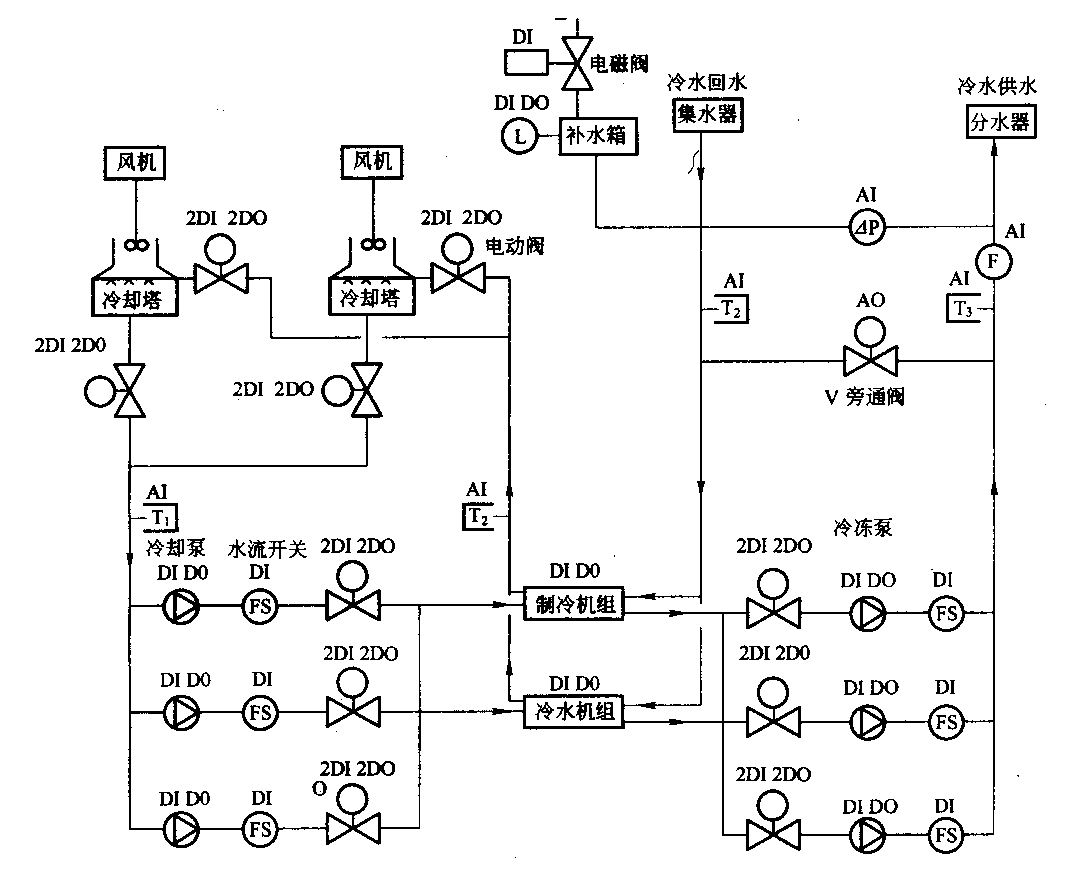 DI
电磁阀
冷水回水
冷水供水
DI DO
L
补水箱
集水器
分水器
风机
风机
AI
2DI 2DO
2DI 2DO
ΔP
AI
电动阀
F
冷却塔
冷却塔
AI
T2
AO
AI
T3
2DI 2D0
2DI 2DO
V 旁通阀
AI
T1
AI
T2
冷却泵
水流开关
2DI 2DO
2DI 2DO
冷冻泵
DI D0
DI
DI D0
DI DO
DI
FS
制冷机组
FS
2DI 2DO
2DI 2D0
DI D0
DI
DI D0
DI DO
DI
FS
冷水机组
FS
2DI 2DO
2DI 2DO
O
DI D0
DI
DI DO
DI
FS
FS